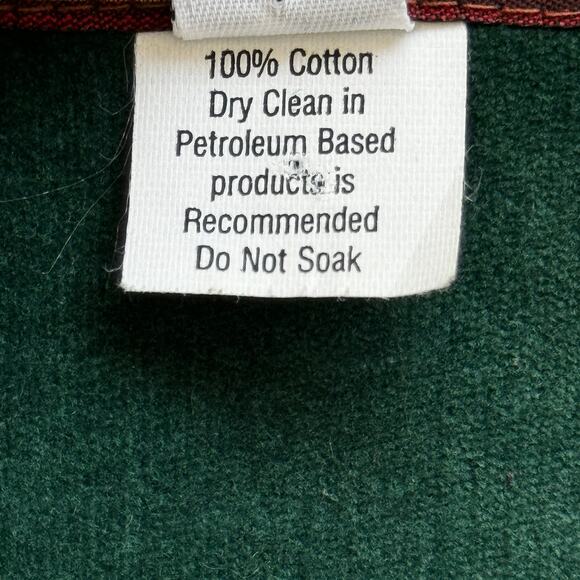 100% Cotton
Dry Clean in
Petroleum Based
products is
Recommended
Do Not Soak